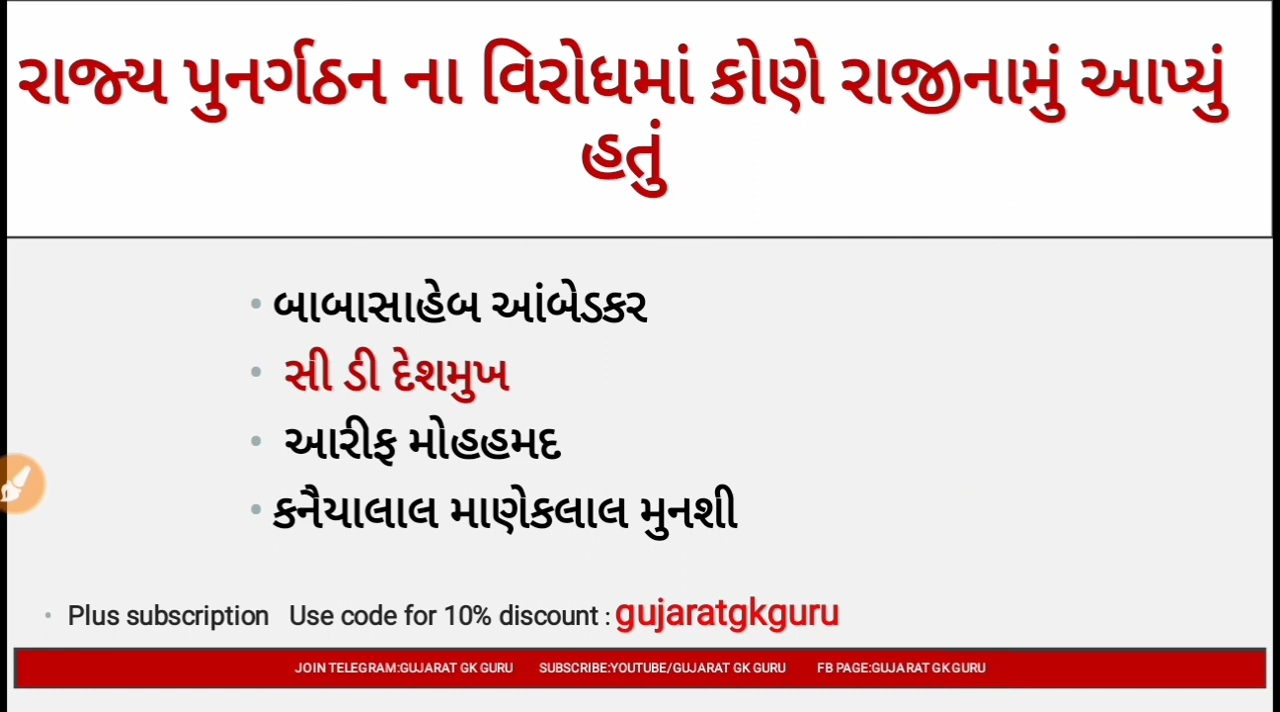 રાજ્ય પુનર્ગઠન ના વિરોધમાં કોણે રાજીનામું આપ્યું
હતું
• બાબાસાહેબ આંબેડકર
• સી ડી દેશમુખ
• આરીફ મોહહમદ
• કનૈયાલાલ માણેકલાલ મુનશી
• Plus subscription Use code for 10% discount : gujaratgkguru
JOIN TELEGRAM:GUJARAT GK GURU SUBSCRIBE:YOUTUBE/GUJARAT GK GURU FB PAGE:GUJARAT GK GURU